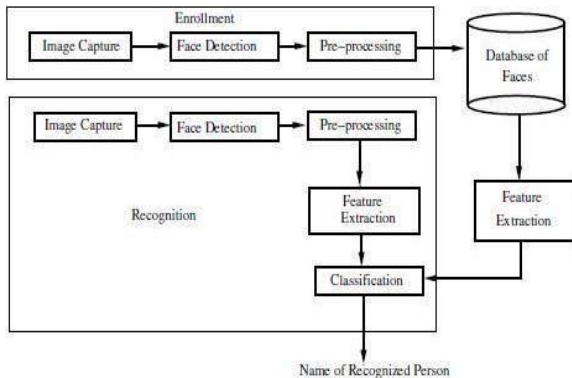 Enrollment
Image Capture
Face Detection
Pre-processing
Database of
Faces
Image Capture
Face Detection
Pre-processing
Recognition
Feature
Extraction
Feature
Extraction
Classification
Name of Recognized Person